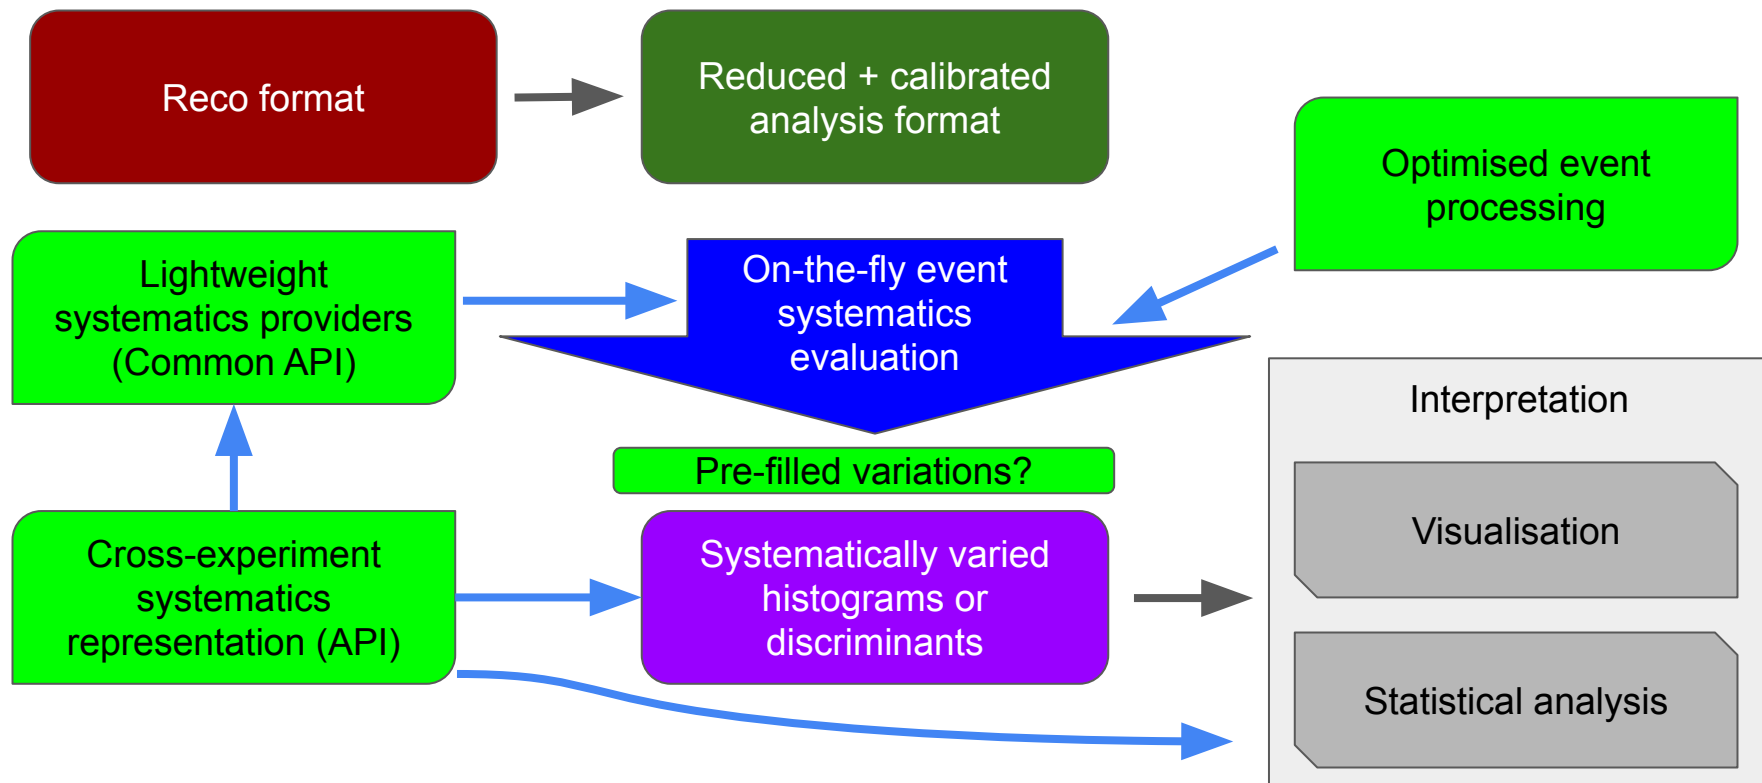 Reco format
Reduced + calibrated
analysis format
Optimised event
processing
Lightweight
systematics providers
(Common API)
On-the-fly event
systematics
evaluation
Interpretation
Pre-filled variations?
Visualisation
Cross-experiment
systematics
representation (API)
Systematically varied
histograms or
discriminants
Statistical analysis